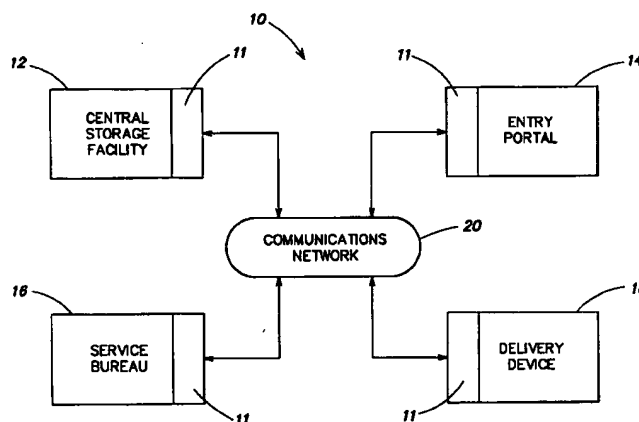 10
12
11
CENTRAL
STORAGE
FACILITY
11
14
ENTRY
PORTAL
COMMUNICATIONS
NETWORK
20
16
SERVICE
BUREAU
11
DELIVERY
DEVICE
11